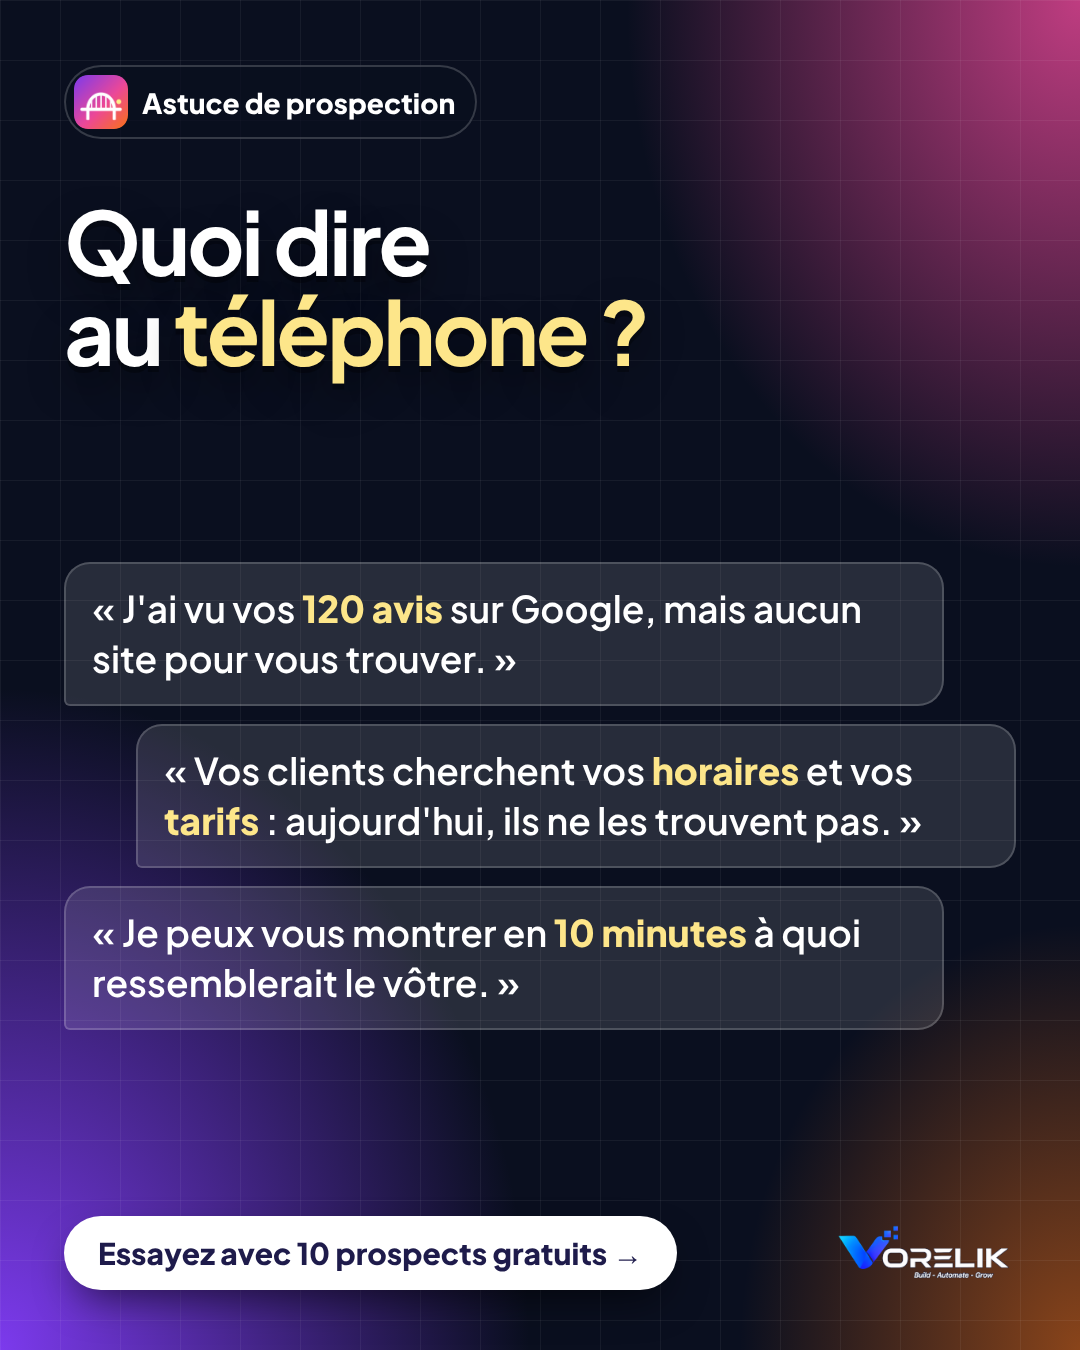 Astuce de prospection
Quoi dire
au téléphone ?
« J'ai vu vos 120 avis sur Google, mais aucun
site pour vous trouver. »
« Vos clients cherchent vos horaires et vos
tarifs : aujourd'hui, ils ne les trouvent pas. »
« Je peux vous montrer en 10 minutes à quoi
ressemblerait le vôtre. »
Essayez avec 10 prospects gratuits →
VORELIK
Build - Automate - Grow